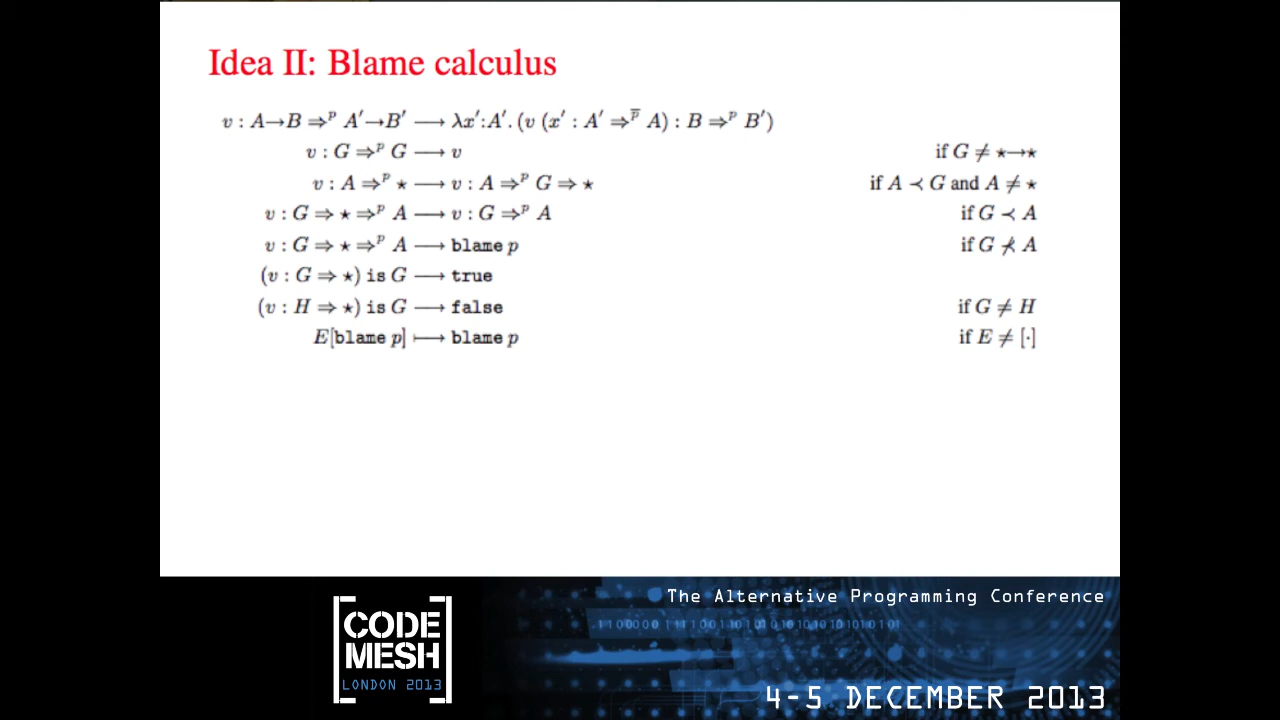 Idea II: Blame calculus
v : A→B ⇒ᵖ A′→B′ ⟶ λx′:A′. (v (x′ : A′ ⇒^p̅ A) : B ⇒ᵖ B′)
v : G ⇒ᵖ G ⟶ v if G ≠ ⋆→⋆
v : A ⇒ᵖ ⋆ ⟶ v : A ⇒ᵖ G ⇒ ⋆ if A ≺ G and A ≠ ⋆
v : G ⇒ ⋆ ⇒ᵖ A ⟶ v : G ⇒ᵖ A if G ≺ A
v : G ⇒ ⋆ ⇒ᵖ A ⟶ blame p if G ⊀ A
(v : G ⇒ ⋆) is G ⟶ true
(v : H ⇒ ⋆) is G ⟶ false if G ≠ H
E[blame p] ⟼ blame p if E ≠ [·]
The Alternative Programming Conference
CODE
MESH
LONDON 2013
4-5 DECEMBER 2013